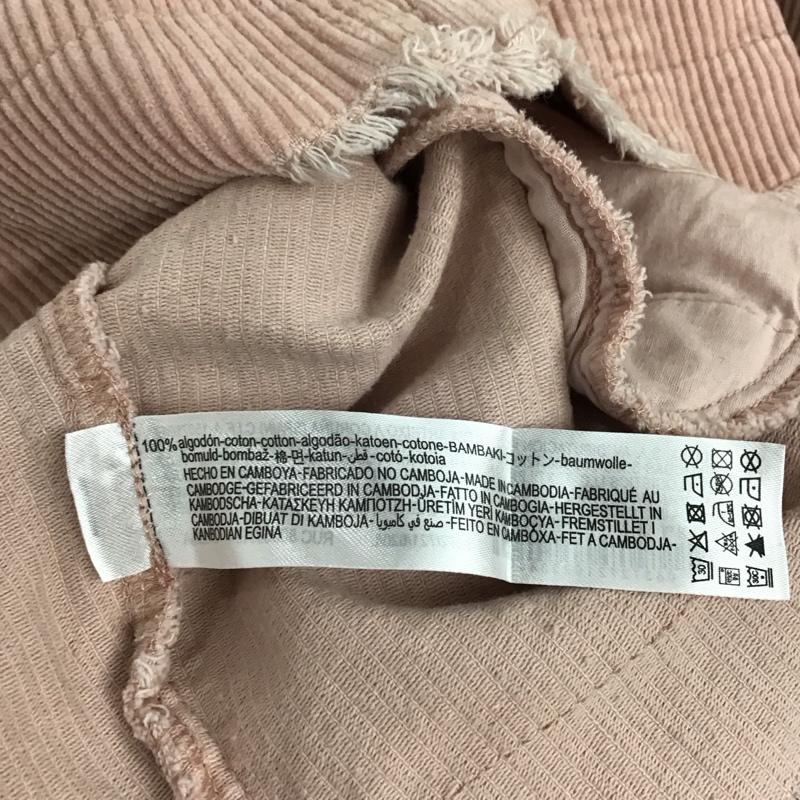 100% algodón-coton-cotton-algodão-katoen-cotone-BAMBAKI-コットン-baumwolle-
bomuld-bombaž-棉-면-katun-قطن-cotó-kotoia
HECHO EN CAMBOYA-FABRICADO NO CAMBOJA-MADE IN CAMBODIA-FABRIQUÉ AU
CAMBODGE-GEFABRICEERD IN CAMBODJA-FATTO IN CAMBOGIA-HERGESTELLT IN
KAMBODSCHA-ΚΑΤΑΣΚΕΥΗ ΚΑΜΠΟΤΖΗ-ÜRETİM YERİ KAMBOÇYA-FREMSTILLET I
CAMBODJA-DIBUAT DI KAMBOJA-صنع في كامبوديا-FEITO EN CAMBOXA-FET A CAMBODJA-
KANBODIAN EGINA